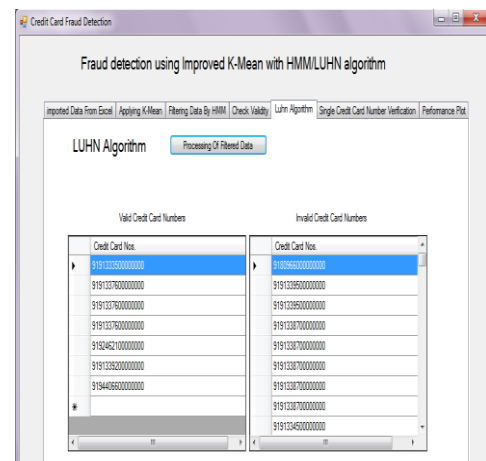 Credit Card Fraud Detection
Fraud detection using Improved K-Mean with HMM/LUHN algorithm
imported Data From Excel Applying K-Mean Filtering Data By HMM Check Validity Luhn Algorithm Single Credit Card Number Verification Performance Plot
LUHN Algorithm Processing Of Filtered Data
Valid Credit Card Numbers Invalid Credit Card Numbers
Credit Card Nos. Credit Card Nos.
9191333500000000 9180966000000000
9191337600000000 9191339500000000
9191337600000000 9191339500000000
9191337600000000 9191338700000000
9192462100000000 9191338700000000
9191339200000000 9191338700000000
9194406600000000 9191338700000000
9191338700000000
9191334500000000